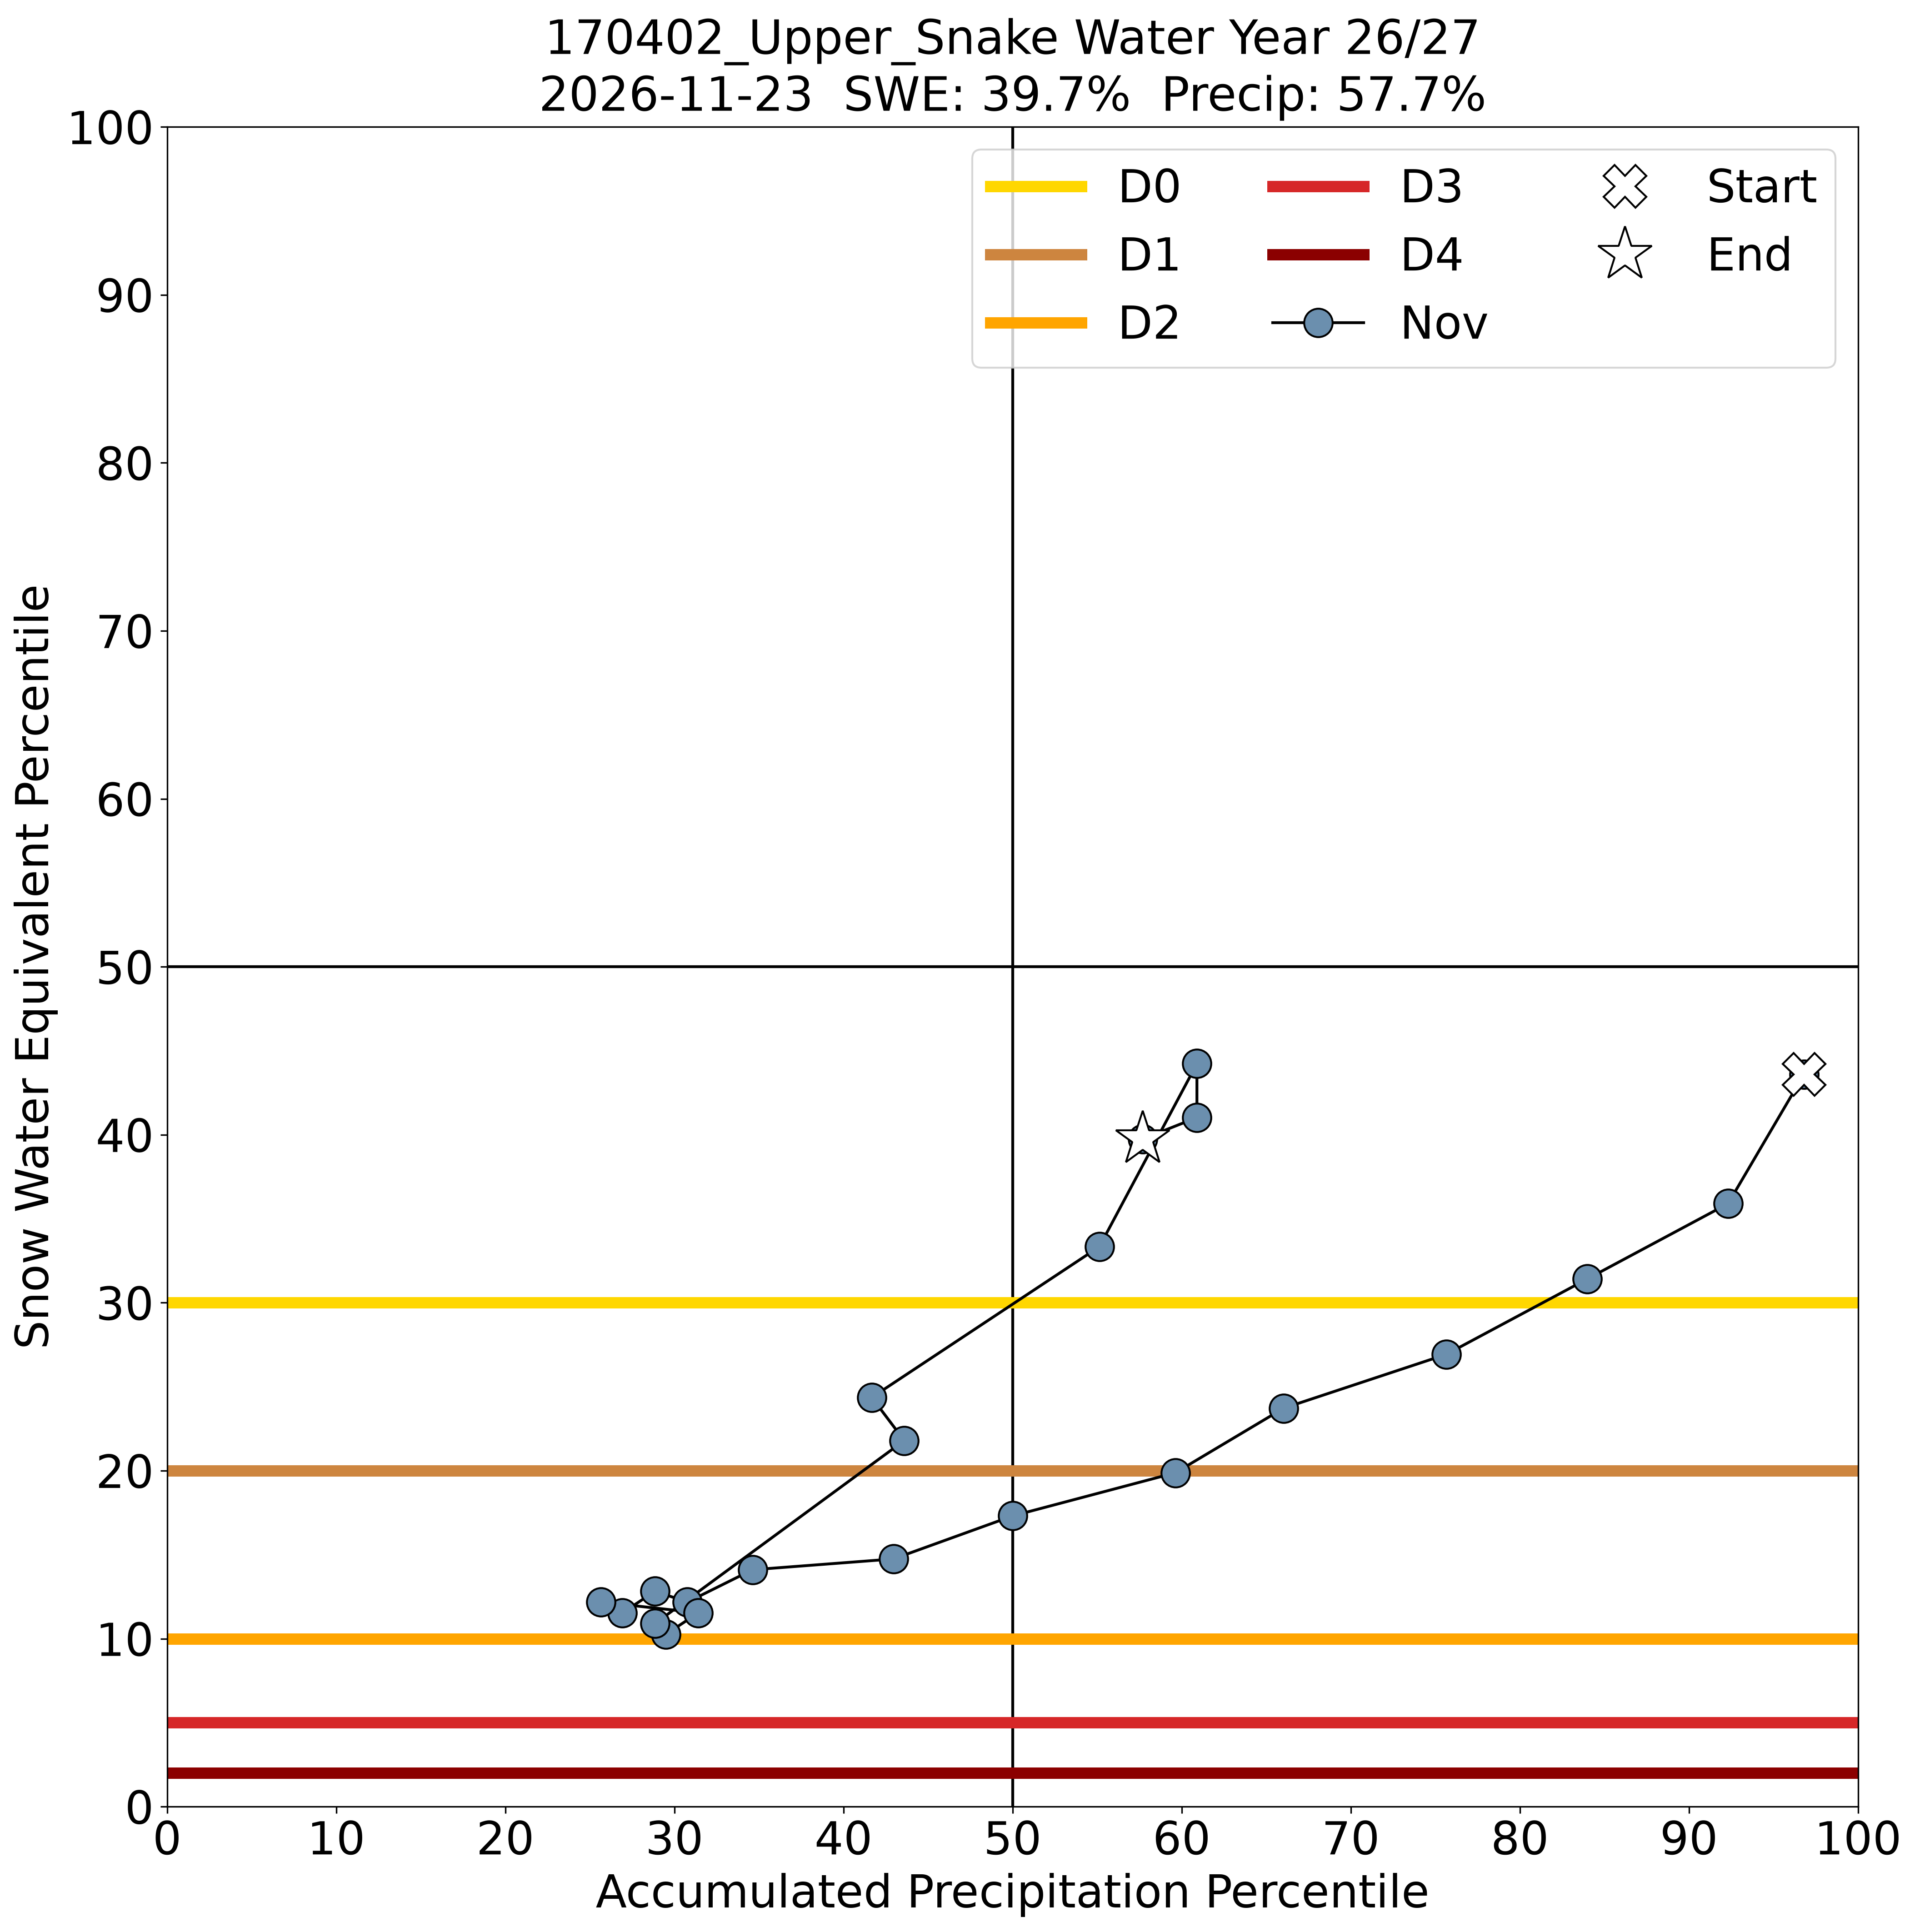 170402_Upper_Snake Water Year 26/27
2026-11-23  SWE: 39.7%  Precip: 57.7%
D0
D1
D2
D3
D4
Nov
Start
End
Snow Water Equivalent Percentile
100
90
80
70
60
50
40
30
20
10
0
0 10 20 30 40 50 60 70 80 90 100
Accumulated Precipitation Percentile